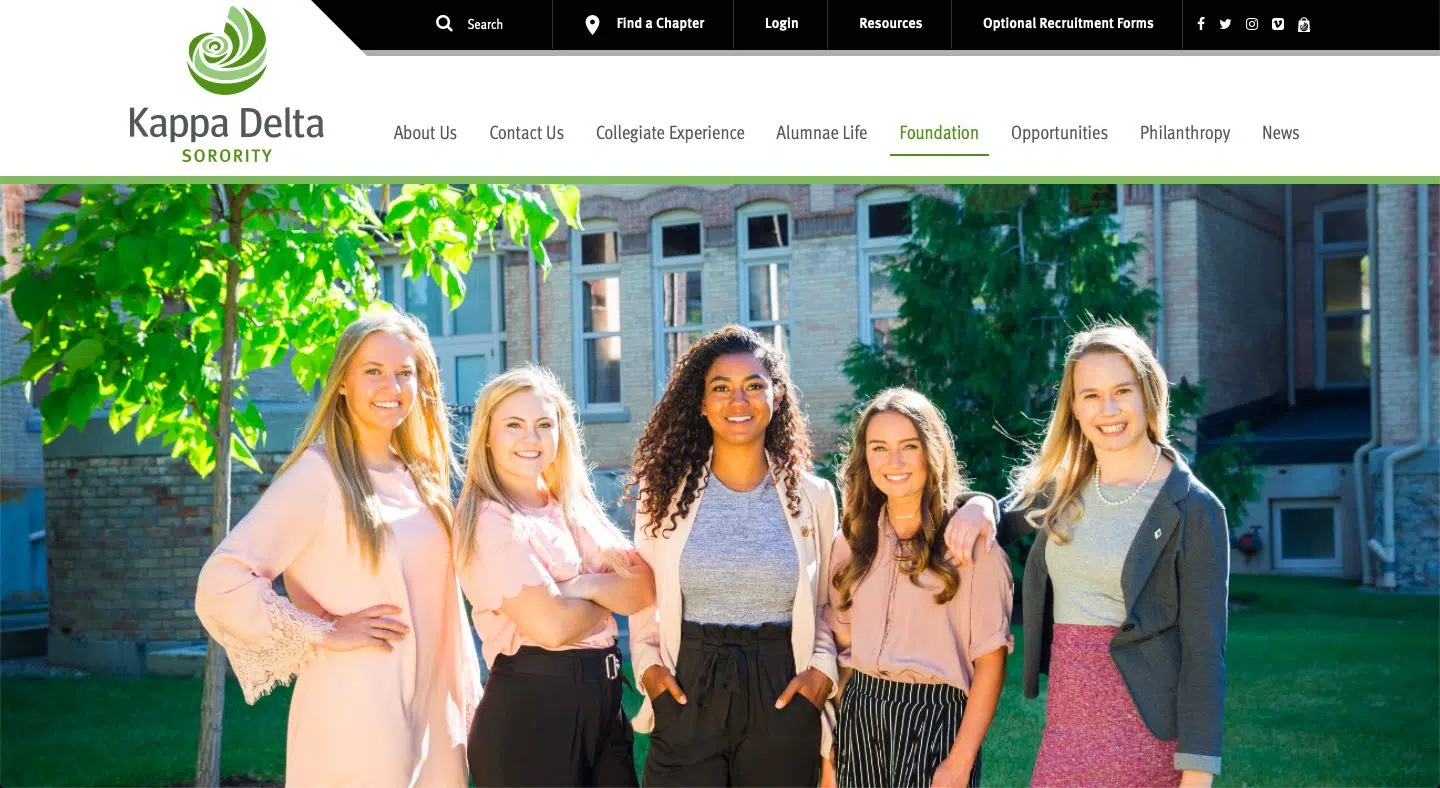 Search
Find a Chapter
Login
Resources
Optional Recruitment Forms
Kappa Delta
SORORITY
About Us
Contact Us
Collegiate Experience
Alumnae Life
Foundation
Opportunities
Philanthropy
News